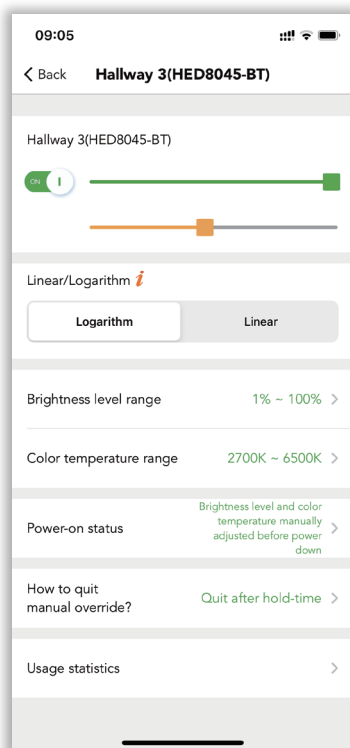 09:05
Back Hallway 3(HED8045-BT)
Hallway 3(HED8045-BT)
ON I
Linear/Logarithm i
Logarithm Linear
Brightness level range 1% ~ 100%
Color temperature range 2700K ~ 6500K
Power-on status
Brightness level and color
temperature manually
adjusted before power
down
How to quit
manual override?
Quit after hold-time
Usage statistics